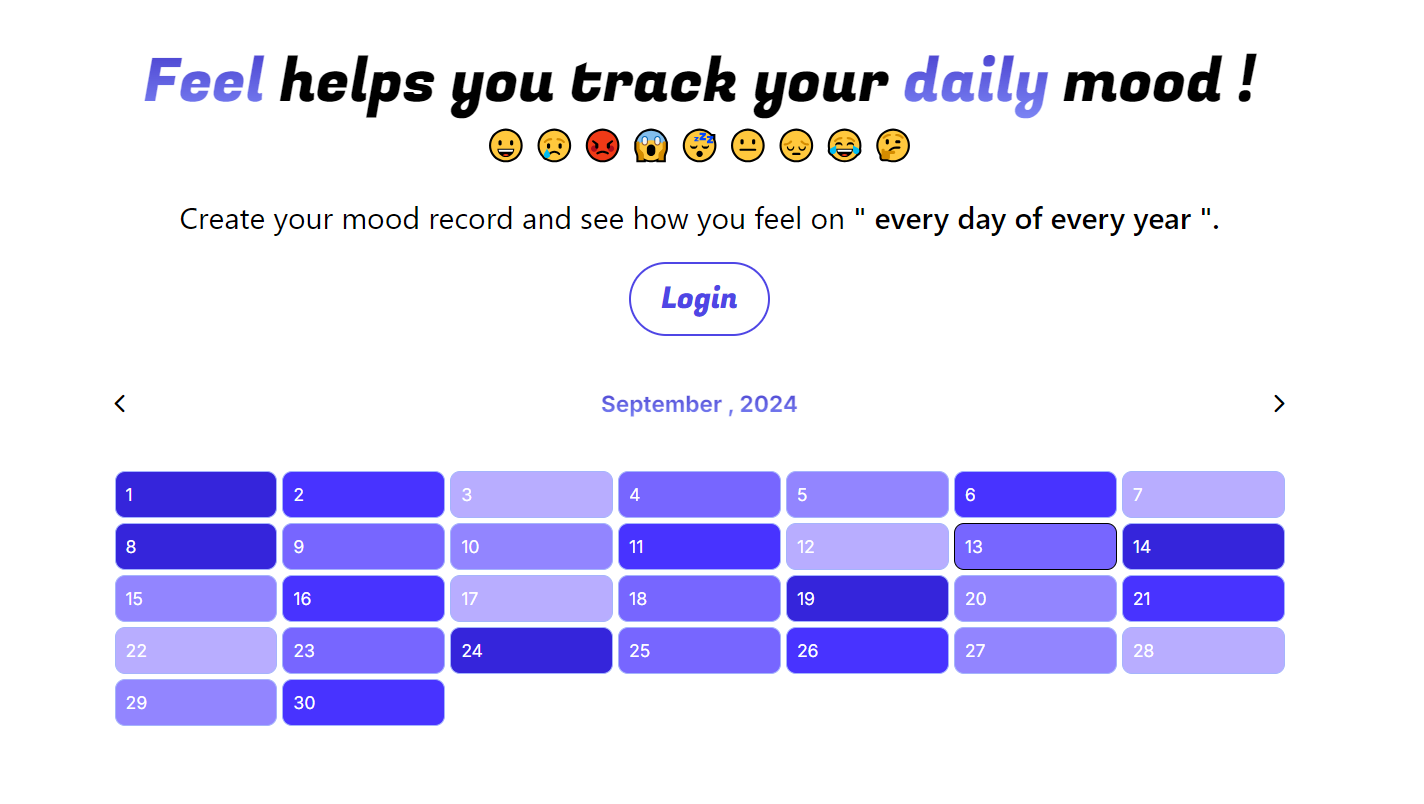 Feel helps you track your daily mood !
Create your mood record and see how you feel on " every day of every year ".
Login
September , 2024
1 2 3 4 5 6 7
8 9 10 11 12 13 14
15 16 17 18 19 20 21
22 23 24 25 26 27 28
29 30